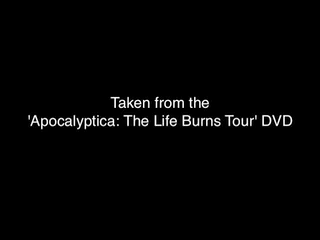 Taken from the
'Apocalyptica: The Life Burns Tour' DVD